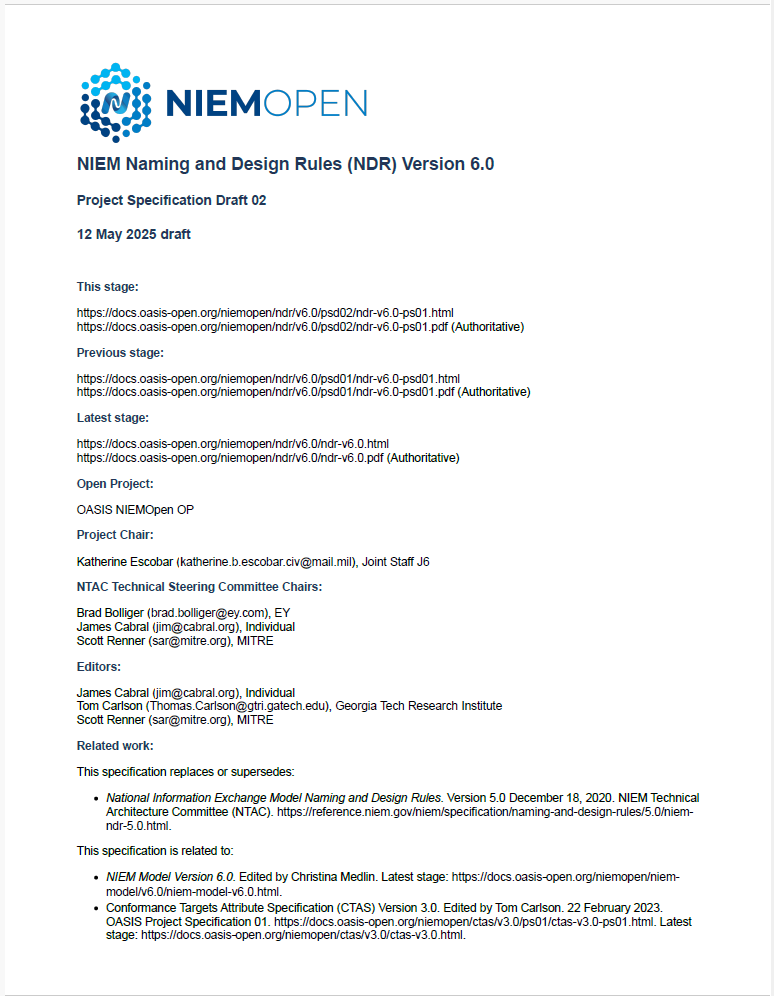 NIEMOPEN
NIEM Naming and Design Rules (NDR) Version 6.0
Project Specification Draft 02
12 May 2025 draft
This stage:
https://docs.oasis-open.org/niemopen/ndr/v6.0/psd02/ndr-v6.0-ps01.html
https://docs.oasis-open.org/niemopen/ndr/v6.0/psd02/ndr-v6.0-ps01.pdf (Authoritative)
Previous stage:
https://docs.oasis-open.org/niemopen/ndr/v6.0/psd01/ndr-v6.0-psd01.html
https://docs.oasis-open.org/niemopen/ndr/v6.0/psd01/ndr-v6.0-psd01.pdf (Authoritative)
Latest stage:
https://docs.oasis-open.org/niemopen/ndr/v6.0/ndr-v6.0.html
https://docs.oasis-open.org/niemopen/ndr/v6.0/ndr-v6.0.pdf (Authoritative)
Open Project:
OASIS NIEMOpen OP
Project Chair:
Katherine Escobar (katherine.b.escobar.civ@mail.mil), Joint Staff J6
NTAC Technical Steering Committee Chairs:
Brad Bolliger (brad.bolliger@ey.com), EY
James Cabral (jim@cabral.org), Individual
Scott Renner (sar@mitre.org), MITRE
Editors:
James Cabral (jim@cabral.org), Individual
Tom Carlson (Thomas.Carlson@gtri.gatech.edu), Georgia Tech Research Institute
Scott Renner (sar@mitre.org), MITRE
Related work:
This specification replaces or supersedes:
• National Information Exchange Model Naming and Design Rules. Version 5.0 December 18, 2020. NIEM Technical
Architecture Committee (NTAC). https://reference.niem.gov/niem/specification/naming-and-design-rules/5.0/niem-
ndr-5.0.html.
This specification is related to:
• NIEM Model Version 6.0. Edited by Christina Medlin. Latest stage: https://docs.oasis-open.org/niemopen/niem-
model/v6.0/niem-model-v6.0.html.
• Conformance Targets Attribute Specification (CTAS) Version 3.0. Edited by Tom Carlson. 22 February 2023.
OASIS Project Specification 01. https://docs.oasis-open.org/niemopen/ctas/v3.0/ps01/ctas-v3.0-ps01.html. Latest
stage: https://docs.oasis-open.org/niemopen/ctas/v3.0/ctas-v3.0.html.